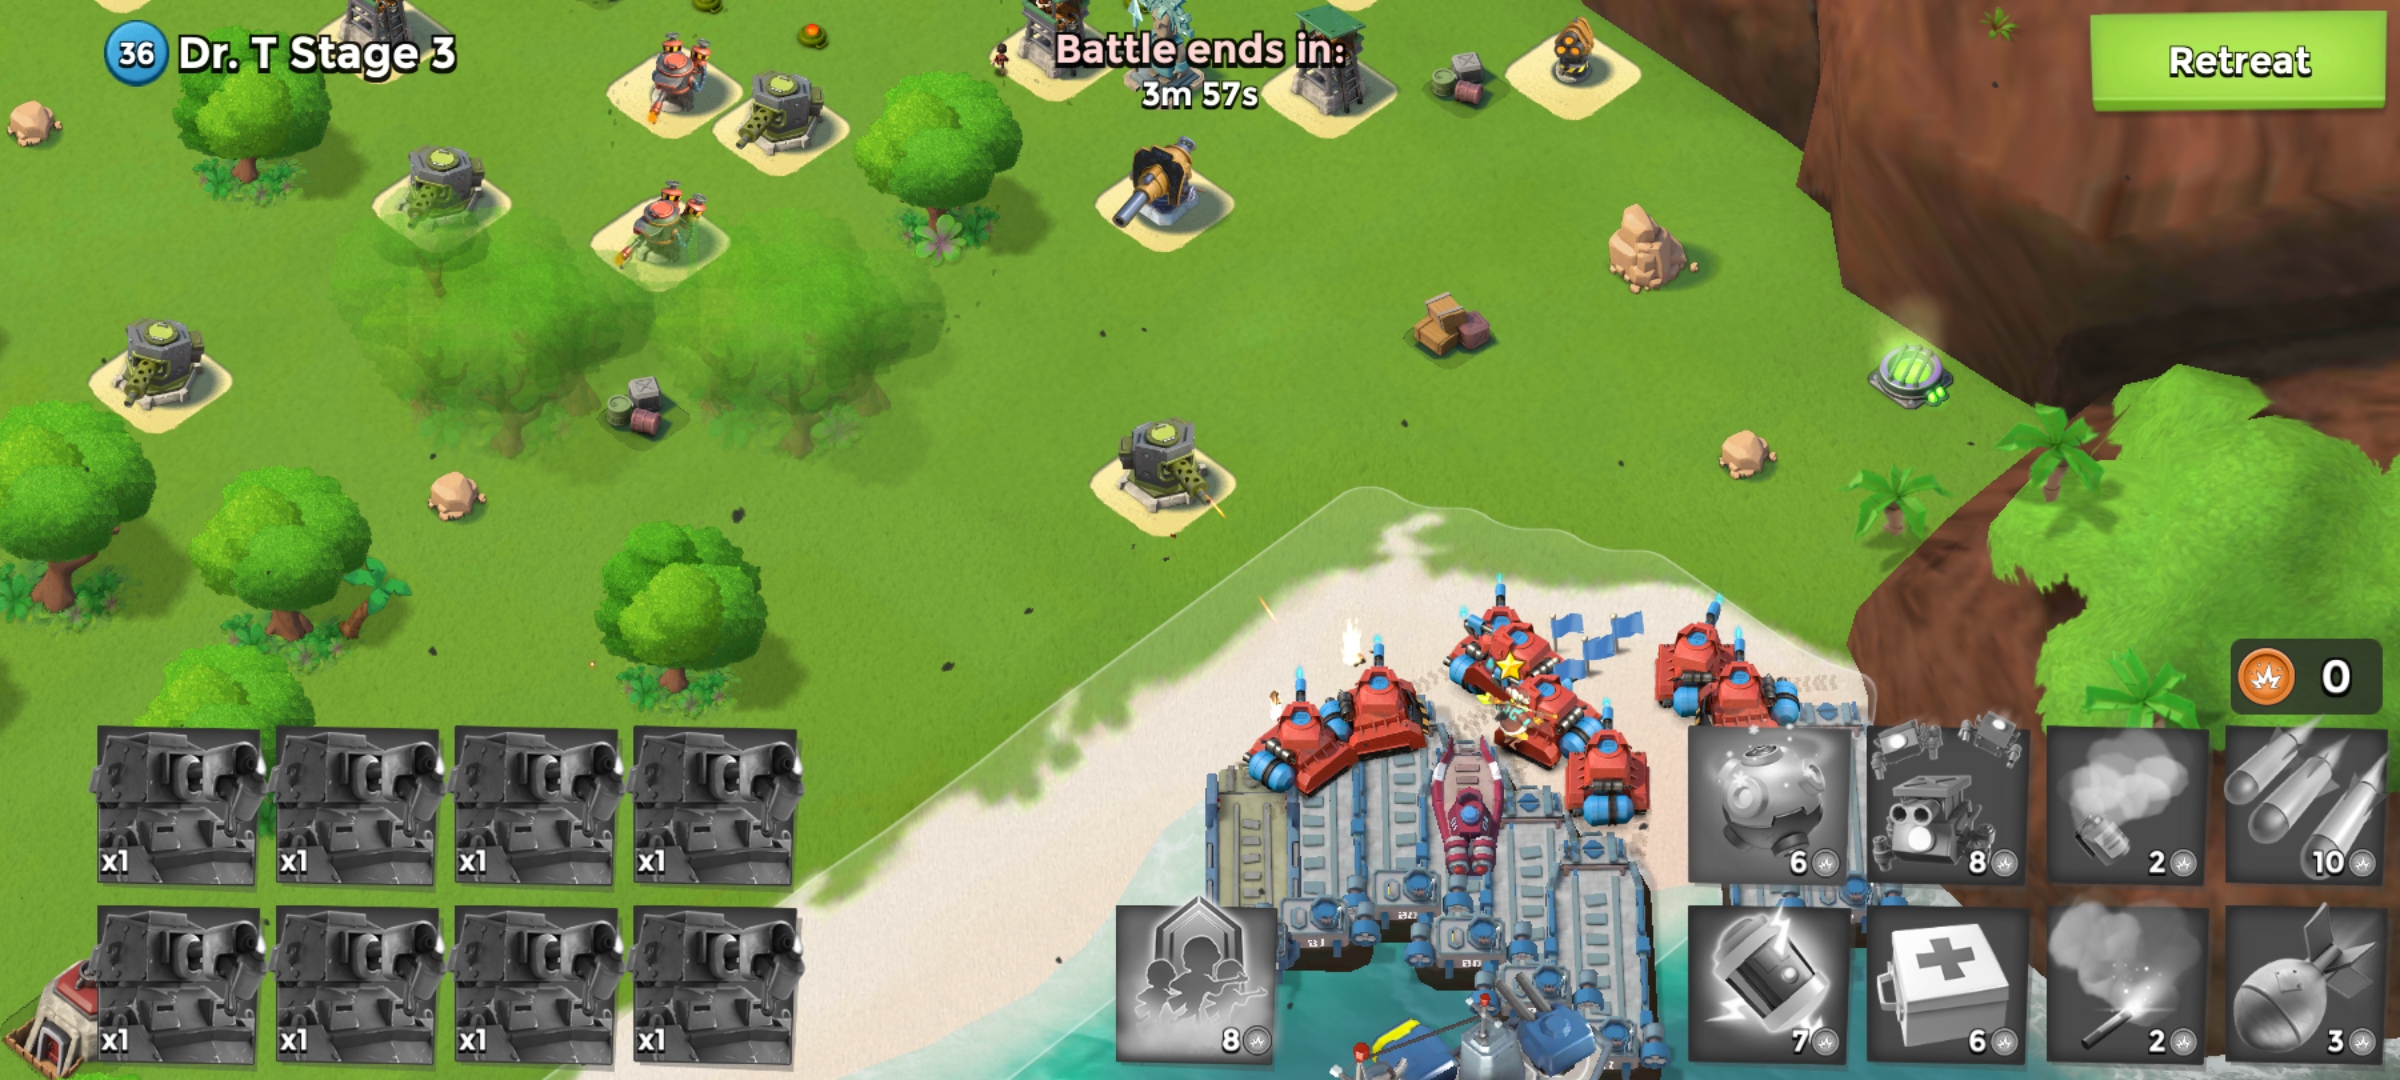 36 Dr. T Stage 3
Battle ends in:
3m 57s
Retreat
0
x1 x1 x1 x1
6 8 2 10
x1 x1 x1 x1
8
7 6 2 3